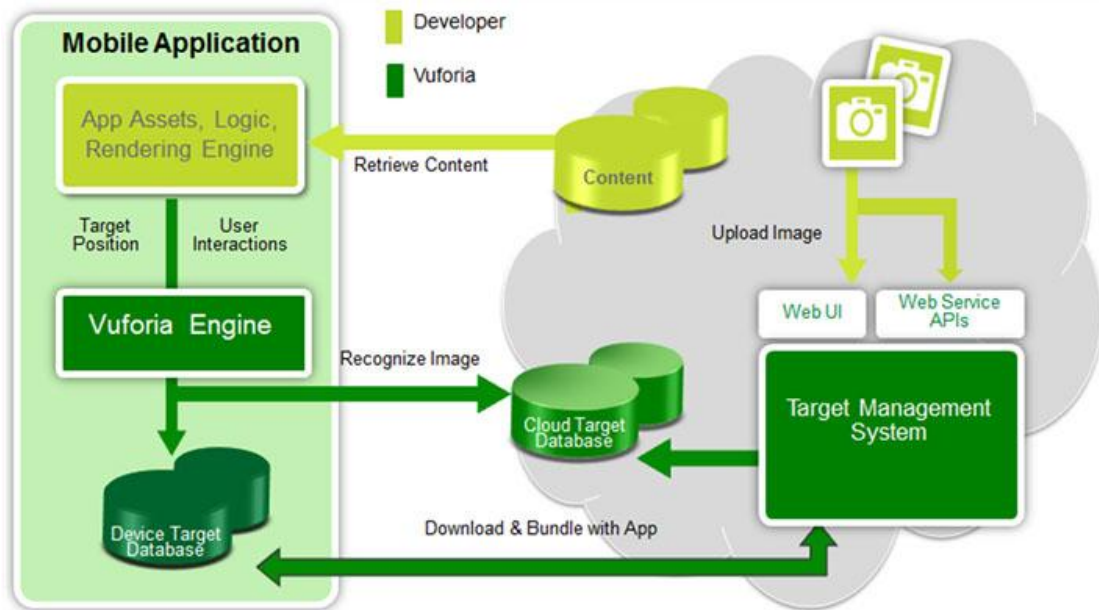 Mobile Application
Developer
Vuforia
App Assets, Logic,
Rendering Engine
Retrieve Content
Content
Target
Position
User
Interactions
Upload Image
Web UI
Web Service
APIs
Vuforia Engine
Recognize Image
Cloud Target
Database
Target Management
System
Device Target
Database
Download & Bundle with App